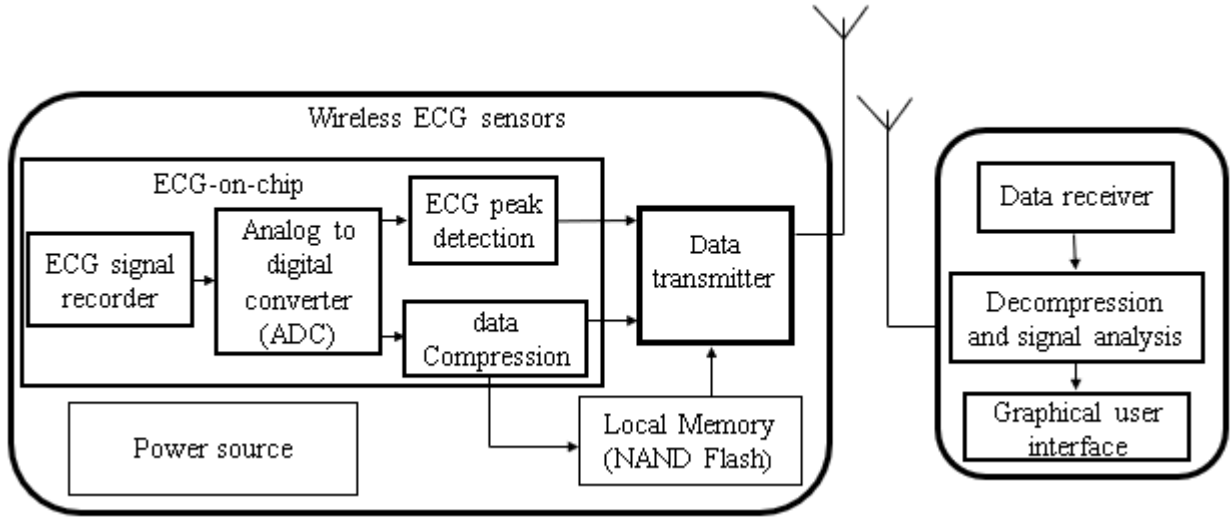 Wireless ECG sensors
ECG-on-chip
ECG signal
recorder
Analog to
digital
converter
(ADC)
ECG peak
detection
data
Compression
Data
transmitter
Power source
Local Memory
(NAND Flash)
Data receiver
Decompression
and signal analysis
Graphical user
interface